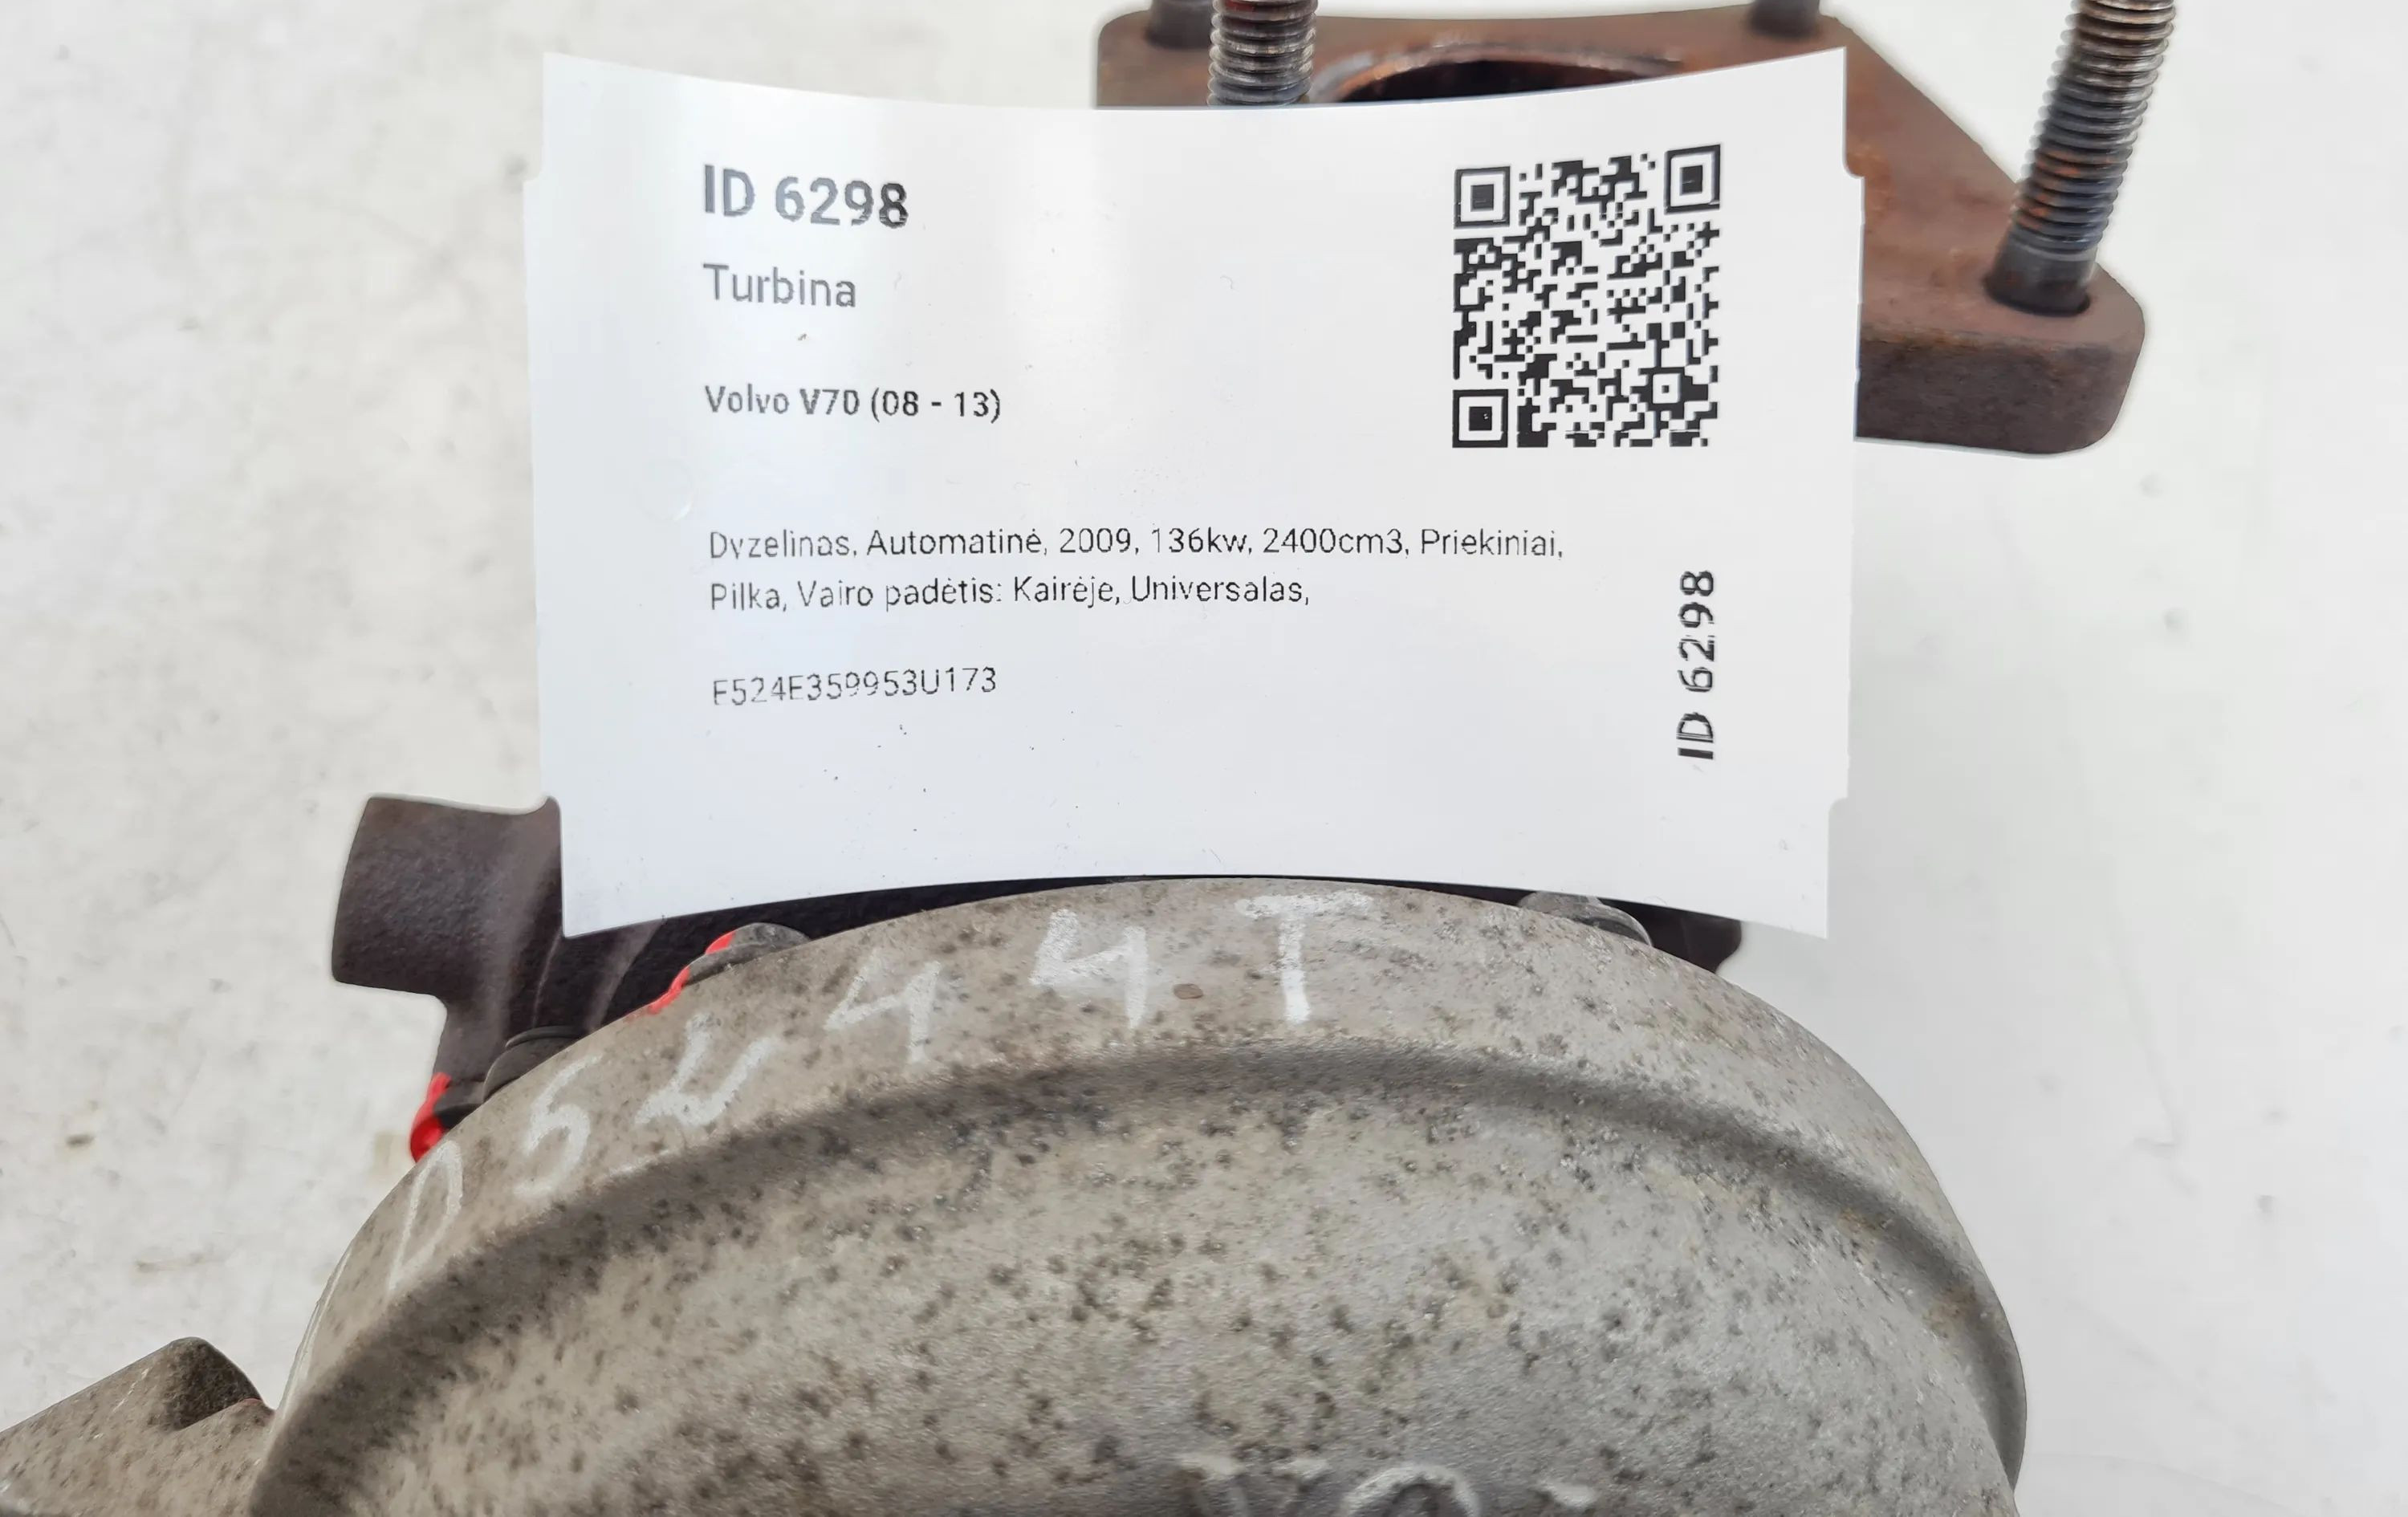 ID 6298
Turbina
Volvo V70 (08 - 13)
Dyzelinas, Automatinė, 2009, 136kw, 2400cm3, Priekiniai,
Pilka, Vairo padėtis: Kairėje, Universalas,
E524E359953U173
ID 6298
D5244T